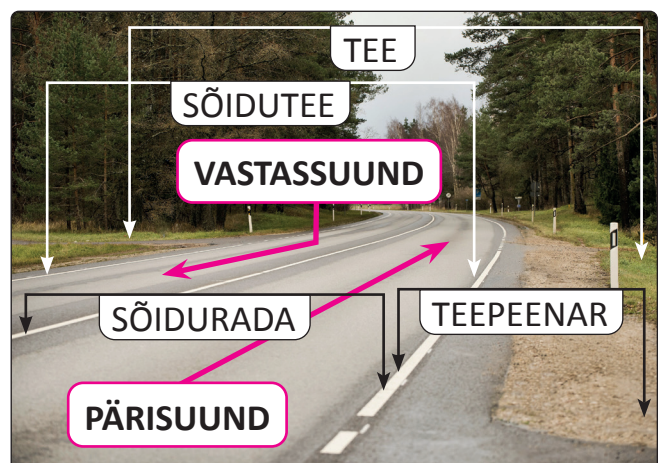 TEE
SÕIDUTEE
VASTASSUUND
SÕIDURADA
TEEPEENAR
PÄRISUUND